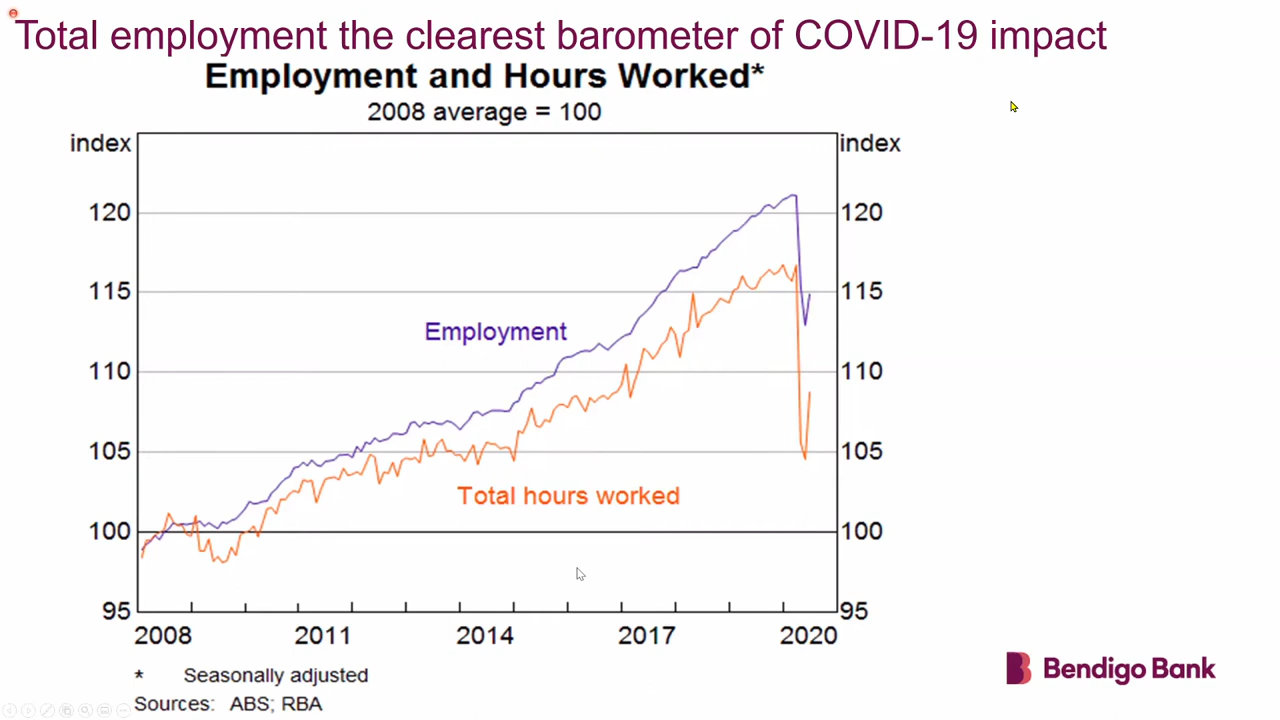 Total employment the clearest barometer of COVID-19 impact
Employment and Hours Worked*
2008 average = 100
index
index
120
120
115
115
Employment
110
110
105
105
Total hours worked
100
100
95
95
2008
2011
2014
2017
2020
* Seasonally adjusted
Sources: ABS; RBA
Bendigo Bank